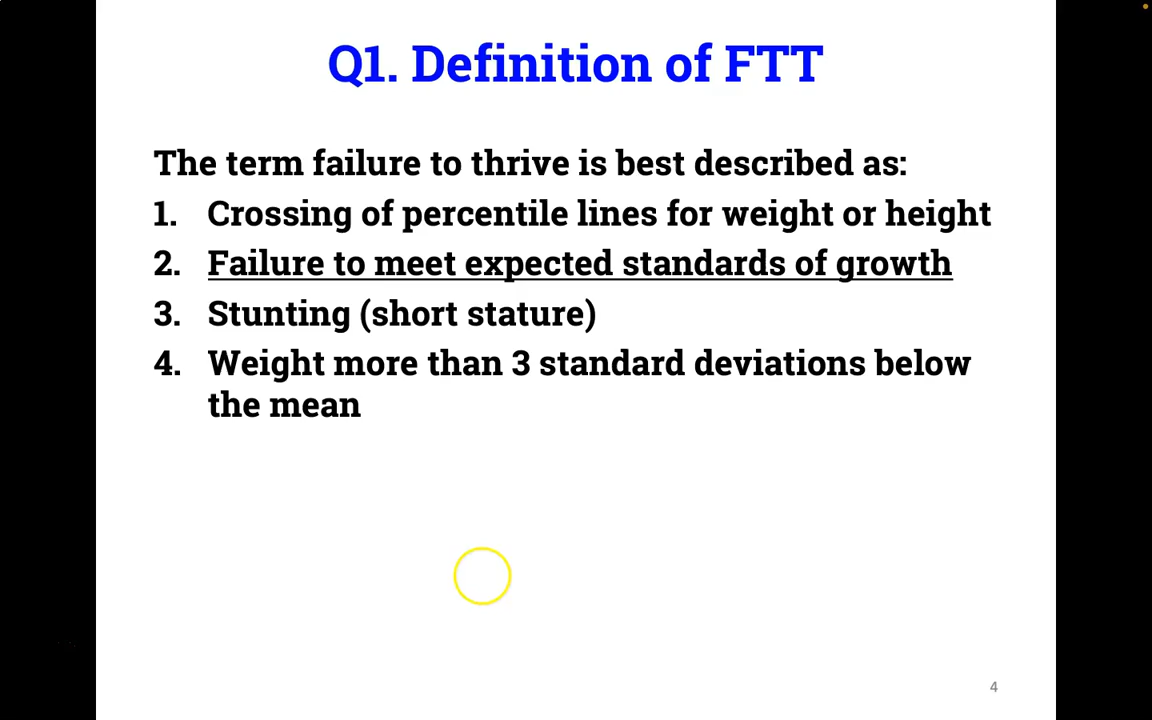 Q1. Definition of FTT
The term failure to thrive is best described as:
1. Crossing of percentile lines for weight or height
2. Failure to meet expected standards of growth
3. Stunting (short stature)
4. Weight more than 3 standard deviations below
the mean
4